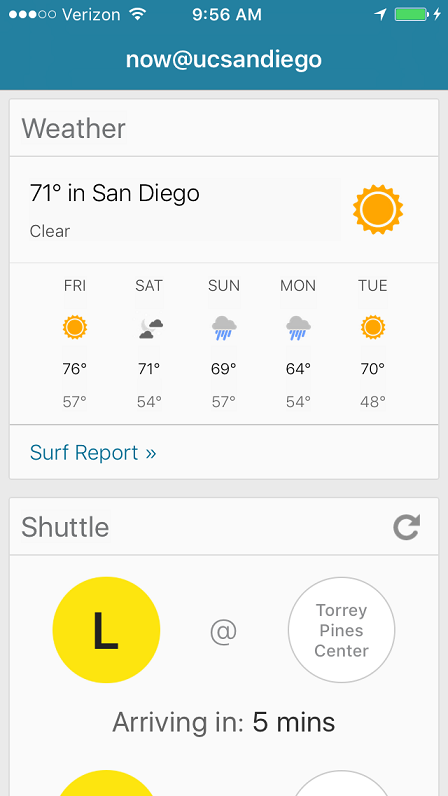 Verizon 9:56 AM
now@ucsandiego
Weather
71° in San Diego
Clear
FRI SAT SUN MON TUE
76° 71° 69° 64° 70°
57° 54° 57° 54° 48°
Surf Report »
Shuttle
L @ Torrey
Pines
Center
Arriving in: 5 mins